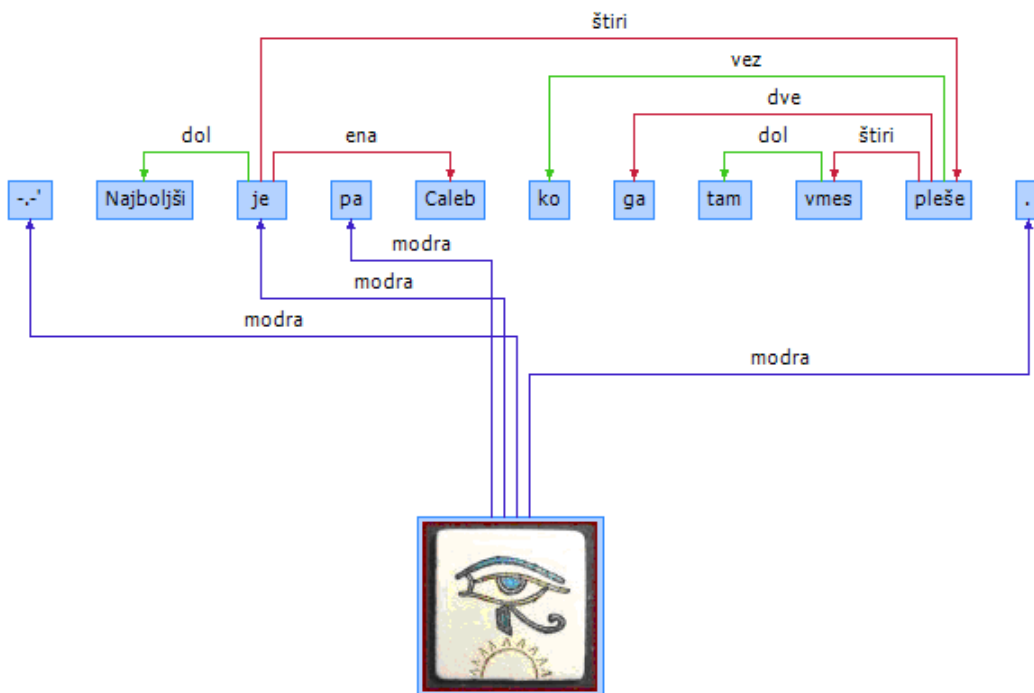 štiri
vez
dve
dol ena dol štiri
-.-' Najboljši je pa Caleb ko ga tam vmes pleše .
modra
modra
modra
modra